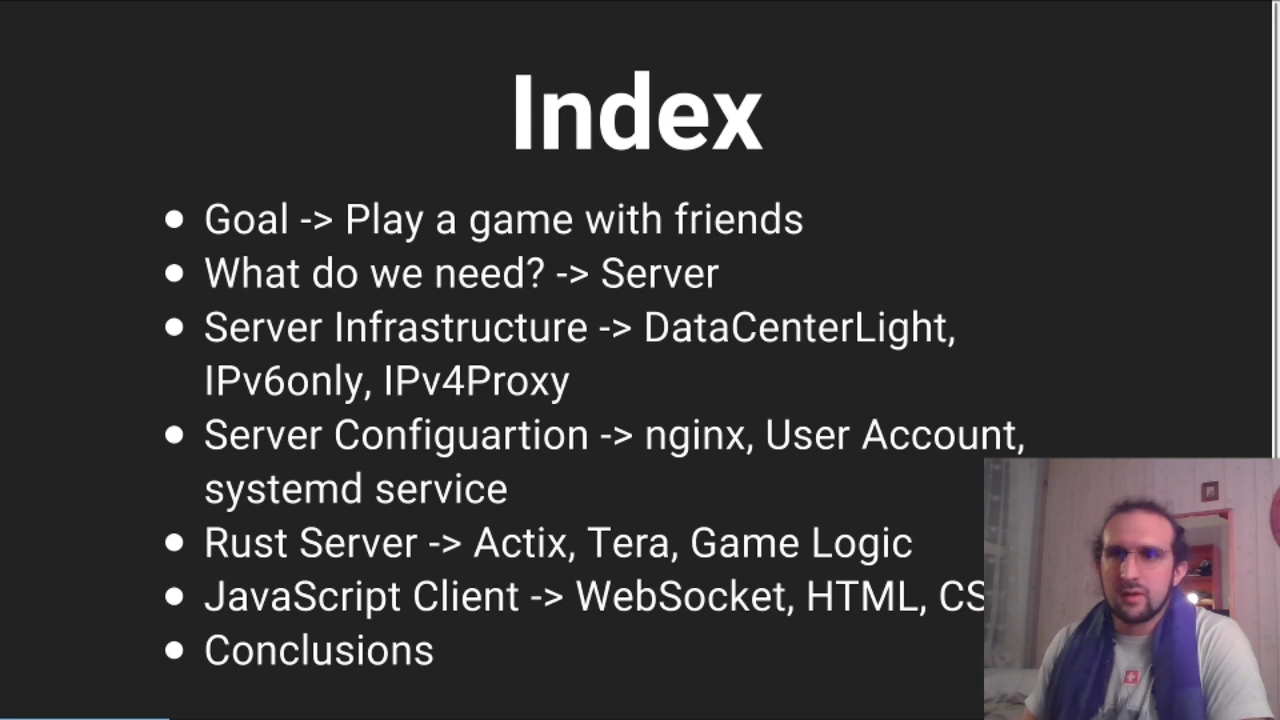 Index
Goal -> Play a game with friends
What do we need? -> Server
Server Infrastructure -> DataCenterLight,
IPv6only, IPv4Proxy
Server Configuartion -> nginx, User Account,
systemd service
Rust Server -> Actix, Tera, Game Logic
JavaScript Client -> WebSocket, HTML, CS
Conclusions